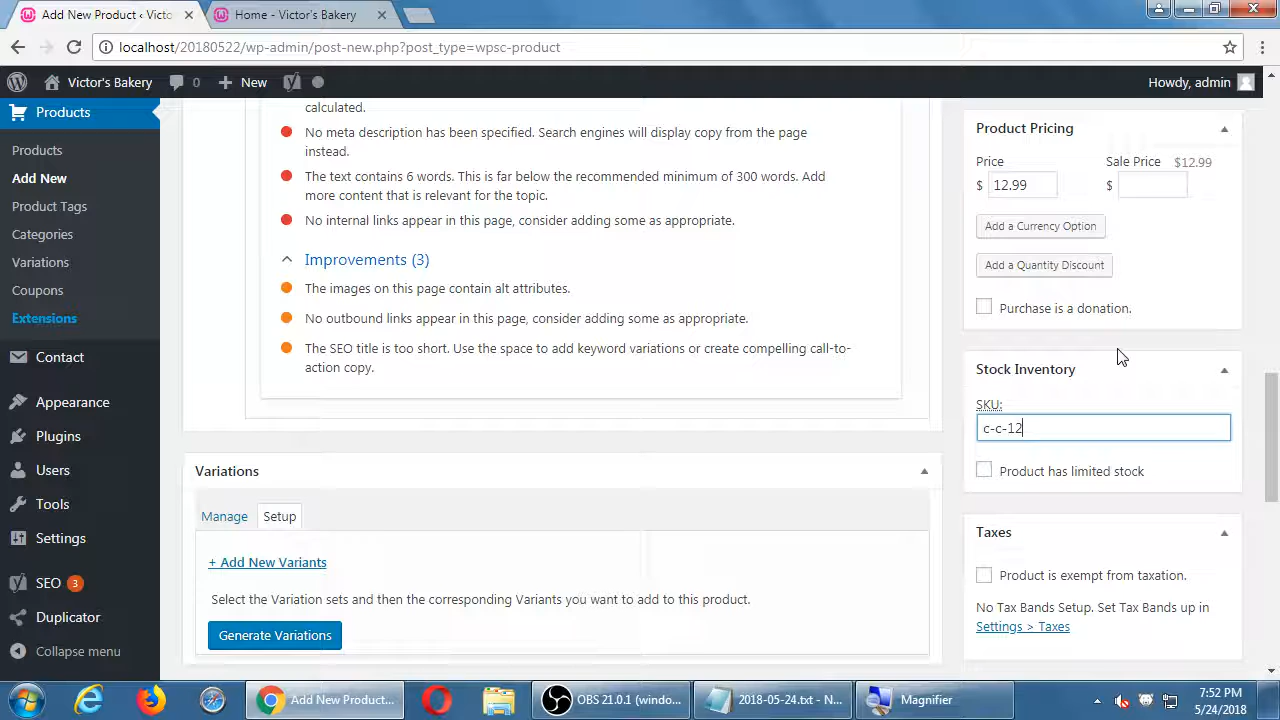 Add New Product ‹ Victo
Home - Victor's Bakery
localhost/20180522/wp-admin/post-new.php?post_type=wpsc-product
Victor's Bakery
0
New
Howdy, admin
Products
Products
Add New
Product Tags
Categories
Variations
Coupons
Extensions
Contact
Appearance
Plugins
Users
Tools
Settings
SEO 3
Duplicator
Collapse menu
calculated.
No meta description has been specified. Search engines will display copy from the page
instead.
The text contains 6 words. This is far below the recommended minimum of 300 words. Add
more content that is relevant for the topic.
No internal links appear in this page, consider adding some as appropriate.
Improvements (3)
The images on this page contain alt attributes.
No outbound links appear in this page, consider adding some as appropriate.
The SEO title is too short. Use the space to add keyword variations or create compelling call-to-
action copy.
Variations
Manage
Setup
+ Add New Variants
Select the Variation sets and then the corresponding Variants you want to add to this product.
Generate Variations
Product Pricing
Price
Sale Price $12.99
$ 12.99
$
Add a Currency Option
Add a Quantity Discount
Purchase is a donation.
Stock Inventory
SKU:
c-c-12
Product has limited stock
Taxes
Product is exempt from taxation.
No Tax Bands Setup. Set Tax Bands up in
Settings > Taxes
Add New Product...
OBS 21.0.1 (windo...
2018-05-24.txt - N...
Magnifier
7:52 PM
5/24/2018